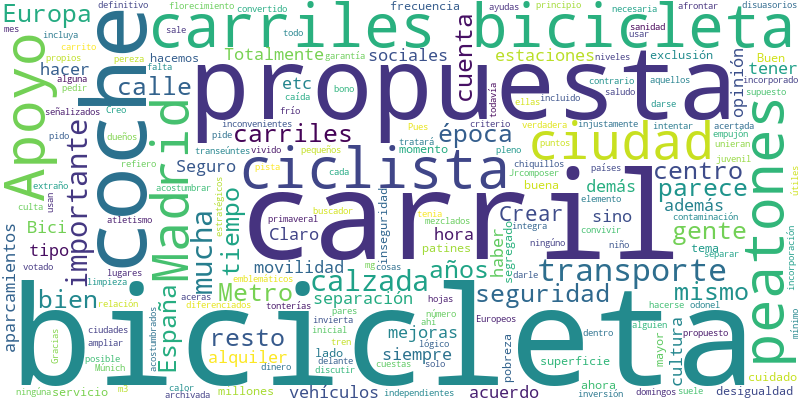 Europa
florecimiento
convertido
definitivo
mes
incluya
sale
todo
carriles
bicicleta
frecuencia
ayudas
principio
disuasorios
necesaria
sanidad
afrontar
usar
carrito
propios
pereza
Totalmente
garantía
sociales
cuenta
estaciones
niveles
exclusión
Buen
tener
alguna
pedir
hacer
hacemos
falta
etc
contrario
aquellos
opinión
incorporado
Apoyo
coche
calle
propuesta
caída
bono
todavía
saludo
darse
supuesto
señalizados
Creo
frío
incluido
ellas
Madrid
inconvenientes
criterio
verdadera
injustamente
intentar
acertada
empujón
pido
dueños
pide
carriles
época
Pues
tratará
puntos
ciudad
unieran
transeúntes
vivido
pequeños
momento
pleno
chiquillos
juvenil
importante
refiero
Seguro
ciclista
pista
cada
buena
demás
países
Jrcomposer
parece
centro
peatones
útiles
extraño
acostumbrar
estratégicos
buscador
primaveral
carril
tenía
mezclados
patines
segregado
Crear
sino
además
contaminación
culta
usan
atletismo
mucha
tiempo
Claro
hora
integra
elemento
convivir
gente
Bici
tipo
inseguridad
haber
ningúno
niño
tema
separar
votado
lugares
movilidad
cosas
años
darle
transporte
incorporación
mínimo
aparcamientos
limpieza
España
aceras
Metro
emblemáticos
mg
calzada
seguridad
mismo
bien
relación
diferenciados
separación
hojas
Europeos
hacerse
odonel
bicicleta
tonterías
invierta
número
alguien
propuesto
Gracias
ciudades
acostumbrados
resto
inicial
pares
ahi
mejoras
pobreza
dentro
mayor
cultura
ampliar
tren
lógico
lado
delante
siempre
superficie
cuidado
posible
Múnich
alquiler
discutir
cuestas
solo
ahora
domingos
suele
ningúna
servicio
calor
m3
millones
dinero
vehículos
acuerdo
inversión
desigualdad
archivada
independientes